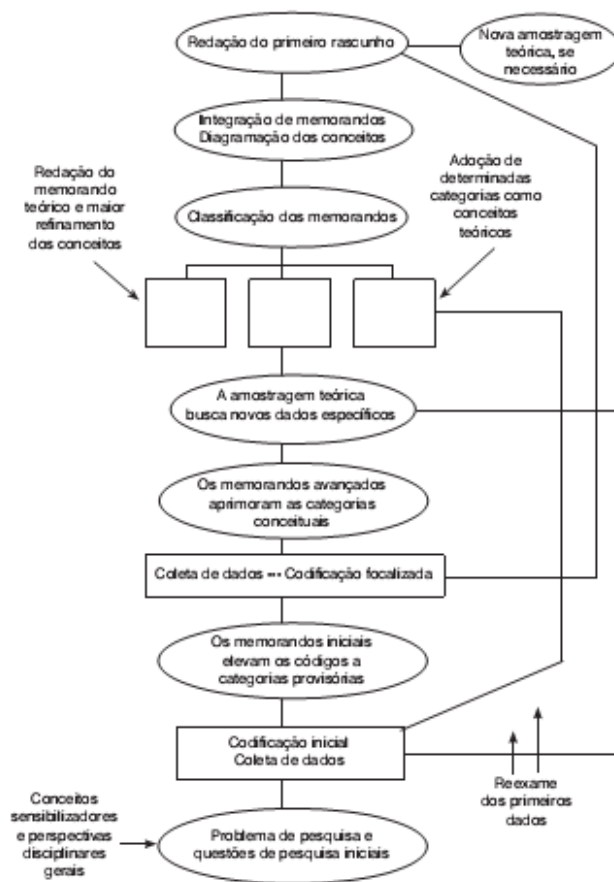 Redação do primeiro rascunho
Nova amostragem
teórica, se
necessário
Integração de memorandos
Diagramação dos conceitos
Redação do
memorando
teórico e maior
refinamento
dos conceitos
Adoção de
determinadas
categorias como
conceitos
teóricos
Classificação dos memorandos
A amostragem teórica
busca novos dados específicos
Os memorandos avançados
aprimoram as categorias
conceituais
Coleta de dados --- Codificação focalizada
Os memorandos iniciais
elevam os códigos a
categorias provisórias
Codificação inicial
Coleta de dados
Reexame
dos primeiros
dados
Conceitos
sensibilizadores
e perspectivas
disciplinares
gerais
Problema de pesquisa e
questões de pesquisa iniciais